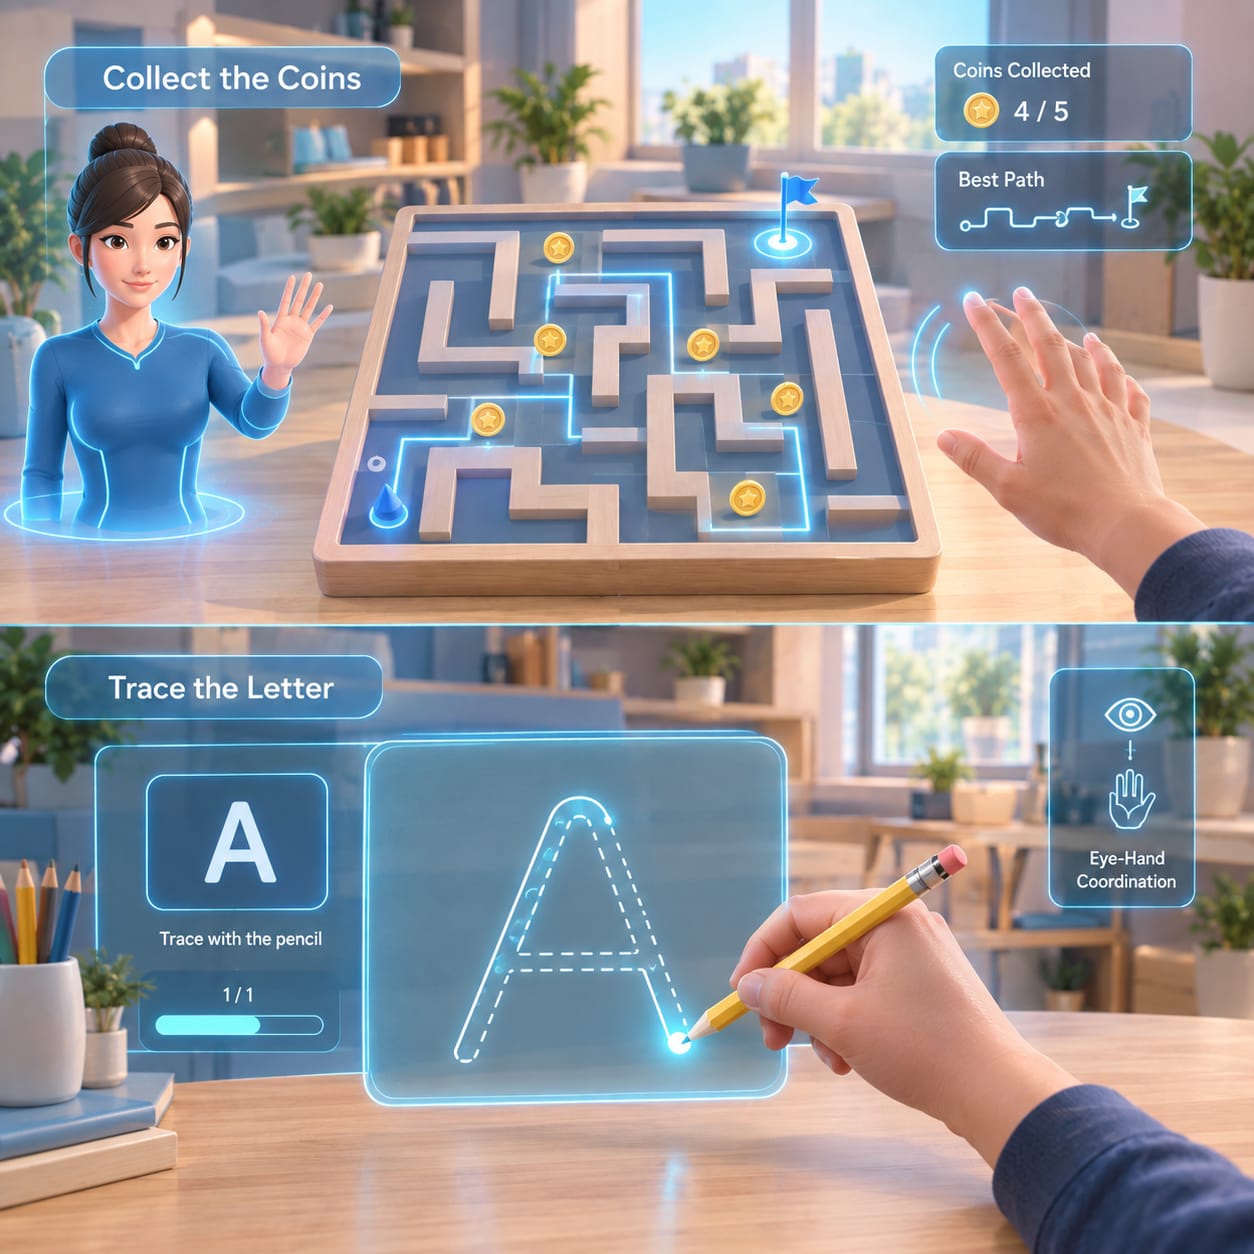 Collect the Coins
Coins Collected
4 / 5
Best Path
Trace the Letter
A
Trace with the pencil
1 / 1
A
Eye-Hand
Coordination